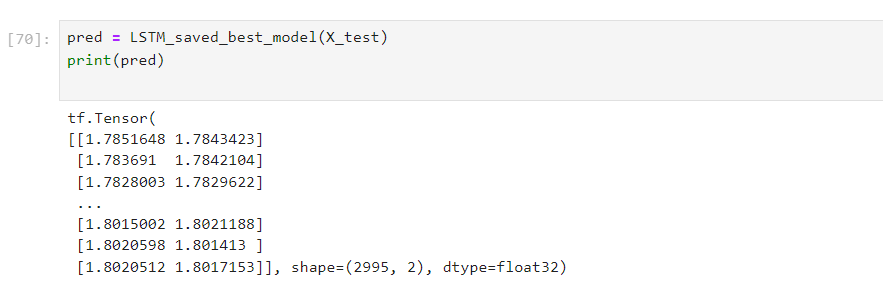 [70]: pred = LSTM_saved_best_model(X_test)
print(pred)
tf.Tensor(
[[1.7851648 1.7843423]
 [1.783691  1.7842104]
 [1.7828003 1.7829622]
 ...
 [1.8015002 1.8021188]
 [1.8020598 1.801413 ]
 [1.8020512 1.8017153]], shape=(2995, 2), dtype=float32)